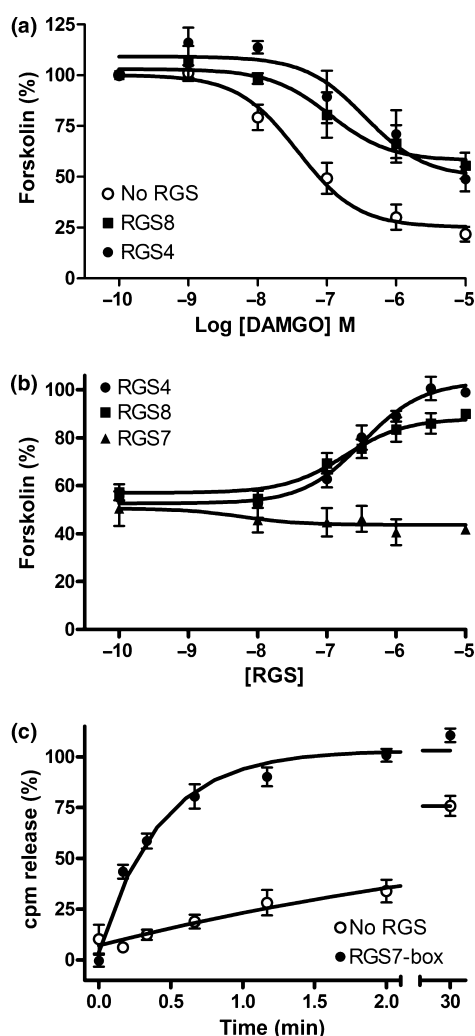 (a)
125
100
75
50
25
0
Forskolin (%)
No RGS
RGS8
RGS4
–10 –9 –8 –7 –6 –5
Log [DAMGO] M
(b)
100
80
60
40
20
0
Forskolin (%)
RGS4
RGS8
RGS7
–10 –9 –8 –7 –6 –5
[RGS]
(c)
100
75
50
25
0
cpm release (%)
No RGS
RGS7-box
0.0 0.5 1.0 1.5 2.0 30
Time (min)